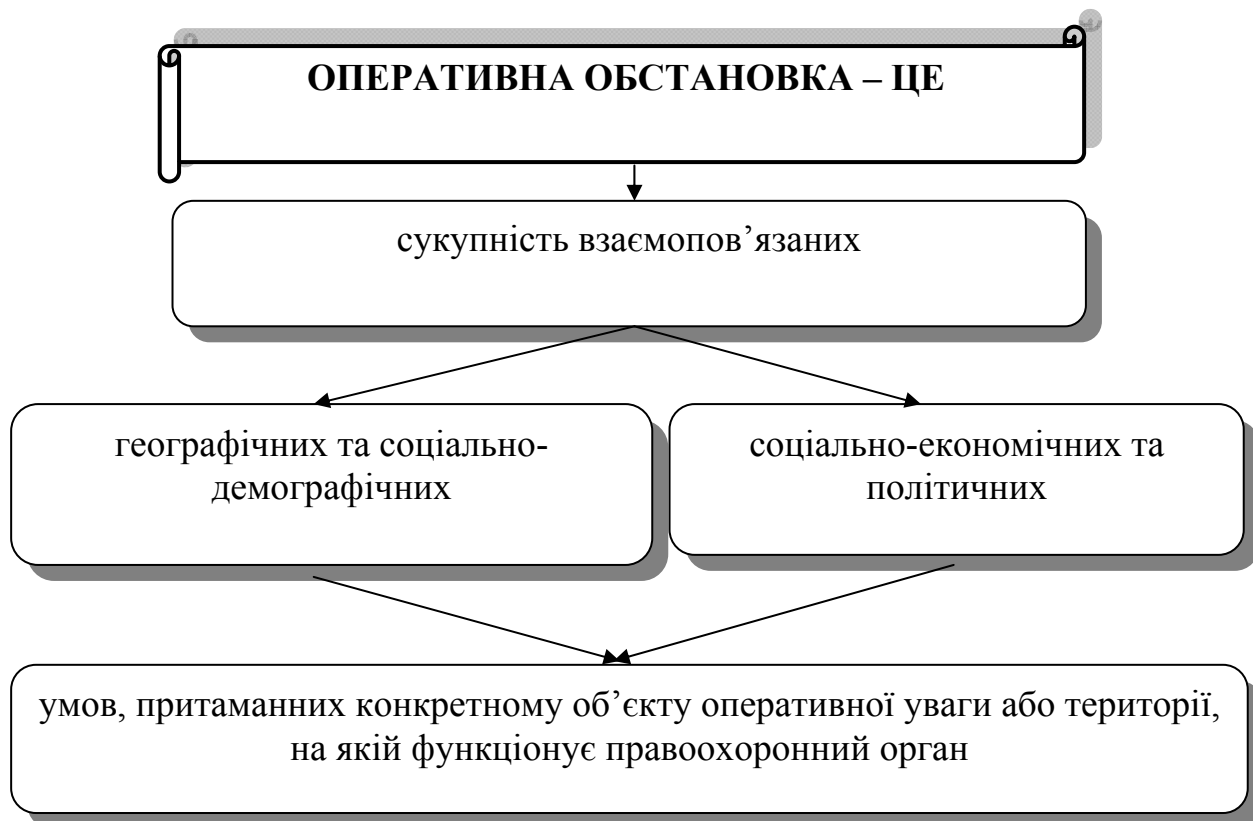 ОПЕРАТИВНА ОБСТАНОВКА – ЦЕ
сукупність взаємопов’язаних
географічних та соціально-
демографічних
соціально-економічних та
політичних
умов, притаманних конкретному об’єкту оперативної уваги або території,
на якій функціонує правоохоронний орган